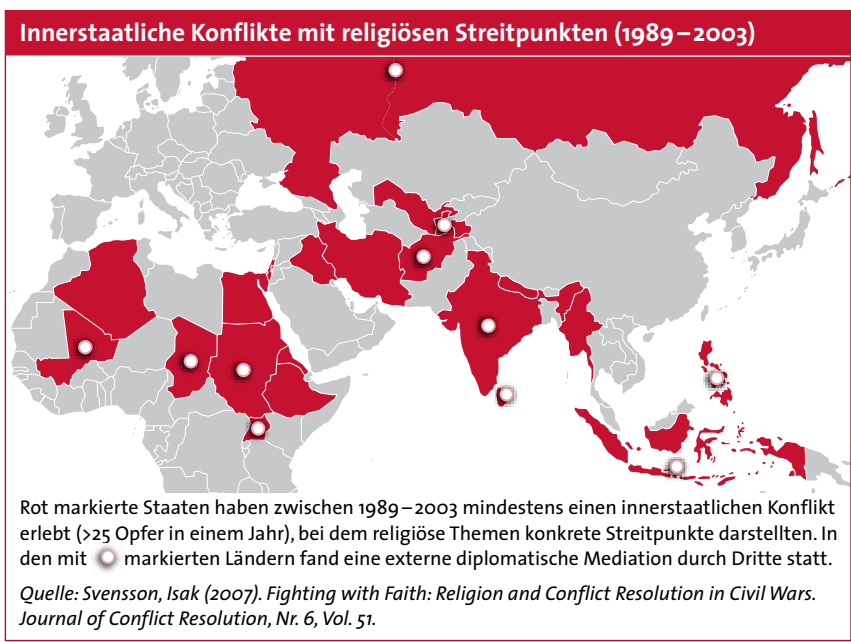 Innerstaatliche Konflikte mit religiösen Streitpunkten (1989–2003)
Rot markierte Staaten haben zwischen 1989–2003 mindestens einen innerstaatlichen Konflikt
erlebt (>25 Opfer in einem Jahr), bei dem religiöse Themen konkrete Streitpunkte darstellten. In
den mit markierten Ländern fand eine externe diplomatische Mediation durch Dritte statt.
Quelle: Svensson, Isak (2007). Fighting with Faith: Religion and Conflict Resolution in Civil Wars.
Journal of Conflict Resolution, Nr. 6, Vol. 51.